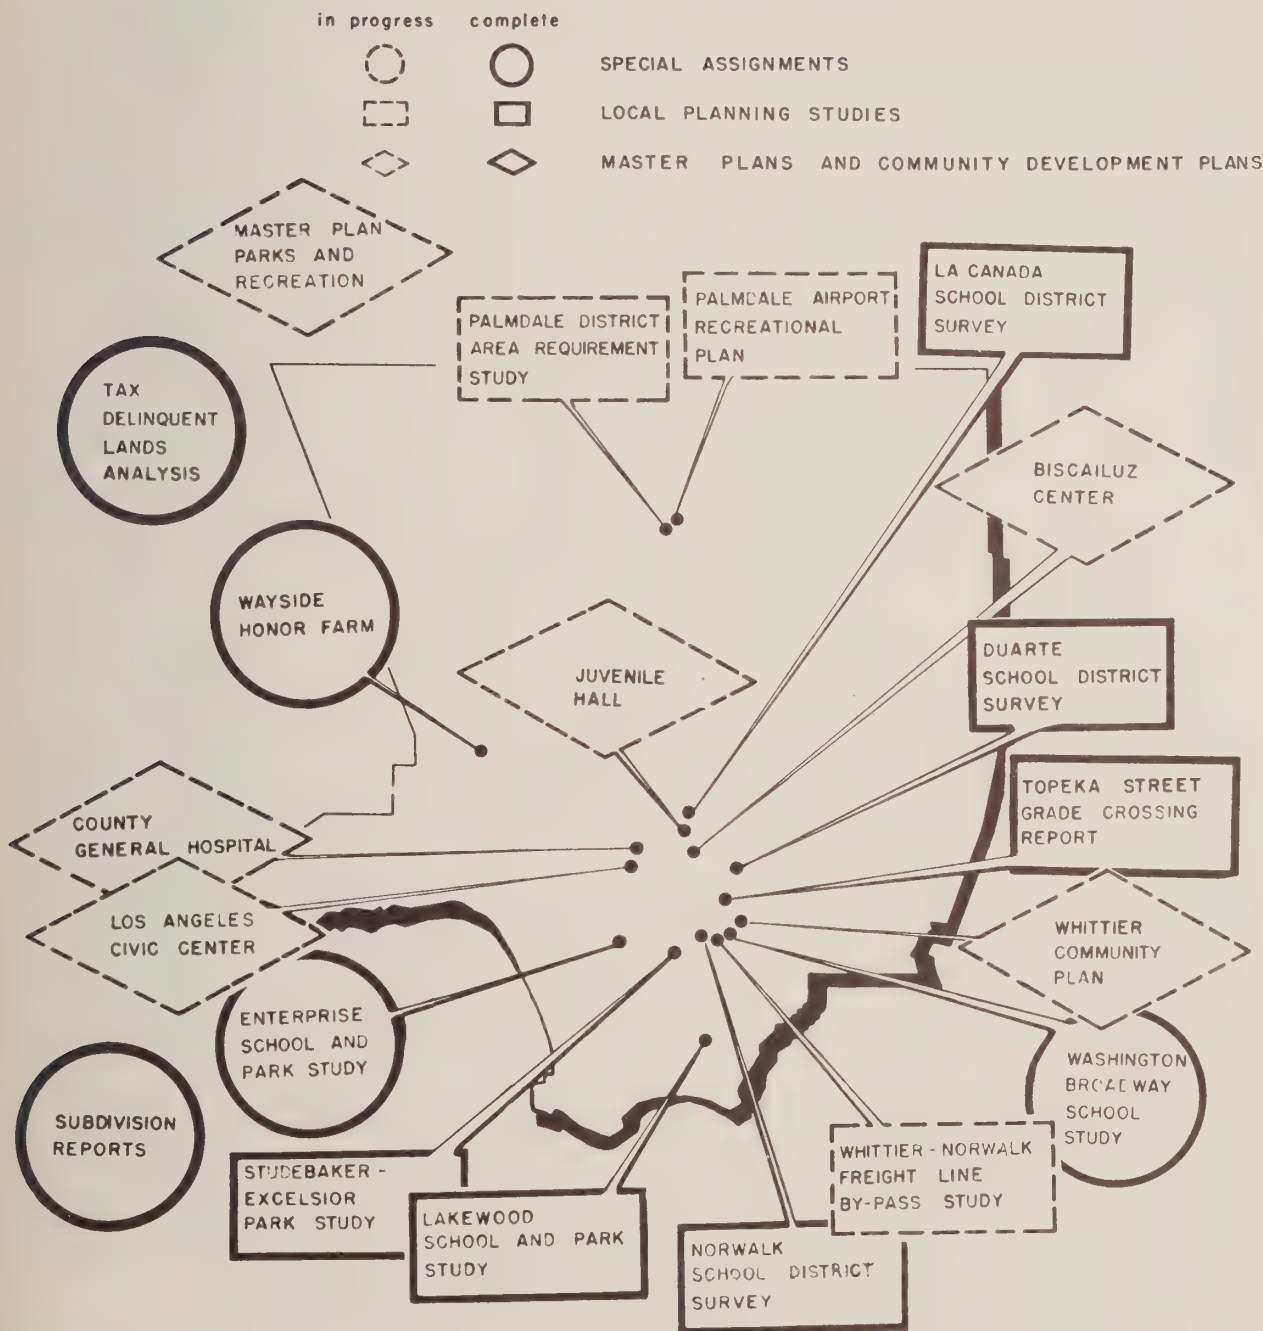 in progress complete
SPECIAL ASSIGNMENTS
LOCAL PLANNING STUDIES
MASTER PLANS AND COMMUNITY DEVELOPMENT PLANS
MASTER PLAN
PARKS AND
RECREATION
PALMDALE DISTRICT
AREA REQUIREMENT
STUDY
PALMDALE AIRPORT
RECREATIONAL
PLAN
LA CANADA
SCHOOL DISTRICT
SURVEY
TAX
DELINQUENT
LANDS
ANALYSIS
BISCAILUZ
CENTER
WAYSIDE
HONOR FARM
JUVENILE
HALL
DUARTE
SCHOOL DISTRICT
SURVEY
TOPEKA STREET
GRADE CROSSING
REPORT
COUNTY
GENERAL HOSPITAL
LOS ANGELES
CIVIC CENTER
WHITTIER
COMMUNITY
PLAN
ENTERPRISE
SCHOOL AND
PARK STUDY
WASHINGTON
BROADWAY
SCHOOL
STUDY
SUBDIVISION
REPORTS
STUDEBAKER -
EXCELSIOR
PARK STUDY
LAKEWOOD
SCHOOL AND PARK
STUDY
WHITTIER - NORWALK
FREIGHT LINE
BY-PASS STUDY
NORWALK
SCHOOL DISTRICT
SURVEY